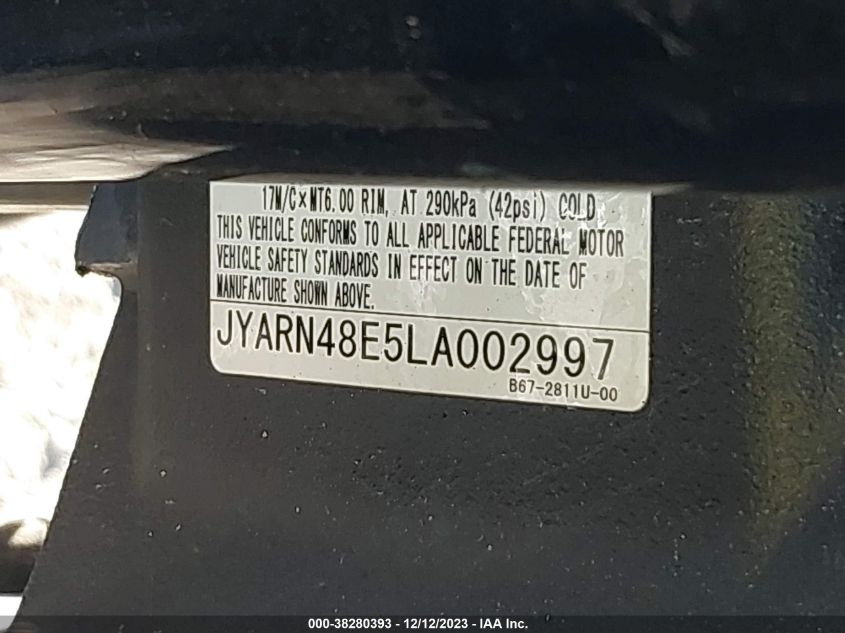 17M/C×MT6.00 RIM, AT 290kPa (42psi) COLD
THIS VEHICLE CONFORMS TO ALL APPLICABLE FEDERAL MOTOR
VEHICLE SAFETY STANDARDS IN EFFECT ON THE DATE OF
MANUFACTURE SHOWN ABOVE.
JYARN48E5LA002997
B67-2811U-00
000-38280393 - 12/12/2023 - IAA Inc.